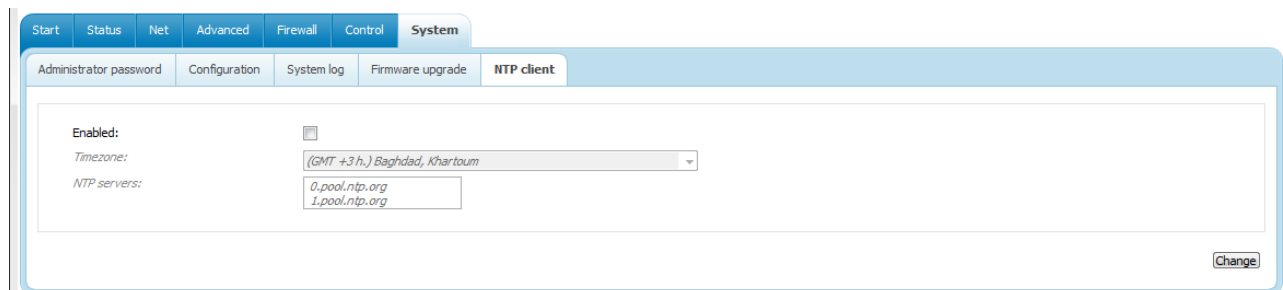 Start Status Net Advanced Firewall Control System
Administrator password Configuration System log Firmware upgrade NTP client
Enabled:
Timezone: (GMT +3 h.) Baghdad, Khartoum
NTP servers: 0.pool.ntp.org
1.pool.ntp.org
Change